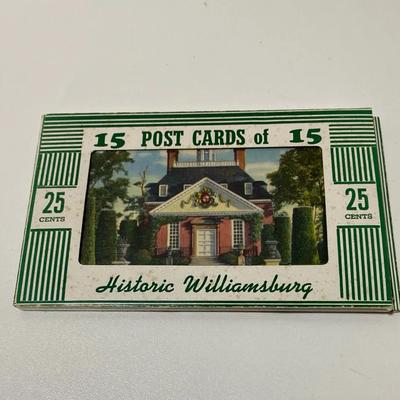 15 POST CARDS of 15
25 CENTS
25 CENTS
Historic Williamsburg